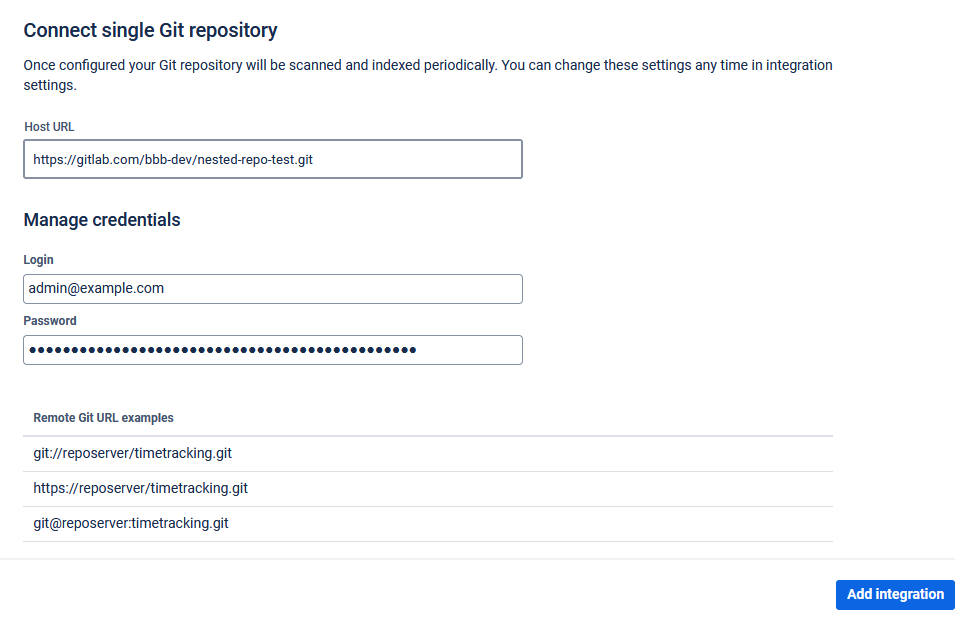 Connect single Git repository
Once configured your Git repository will be scanned and indexed periodically. You can change these settings any time in integration
settings.
Host URL
https://gitlab.com/bbb-dev/nested-repo-test.git
Manage credentials
Login
admin@example.com
Password
••••••••••••••••••••••••••••••••••••••••••••••
Remote Git URL examples
git://reposerver/timetracking.git
https://reposerver/timetracking.git
git@reposerver:timetracking.git
Add integration